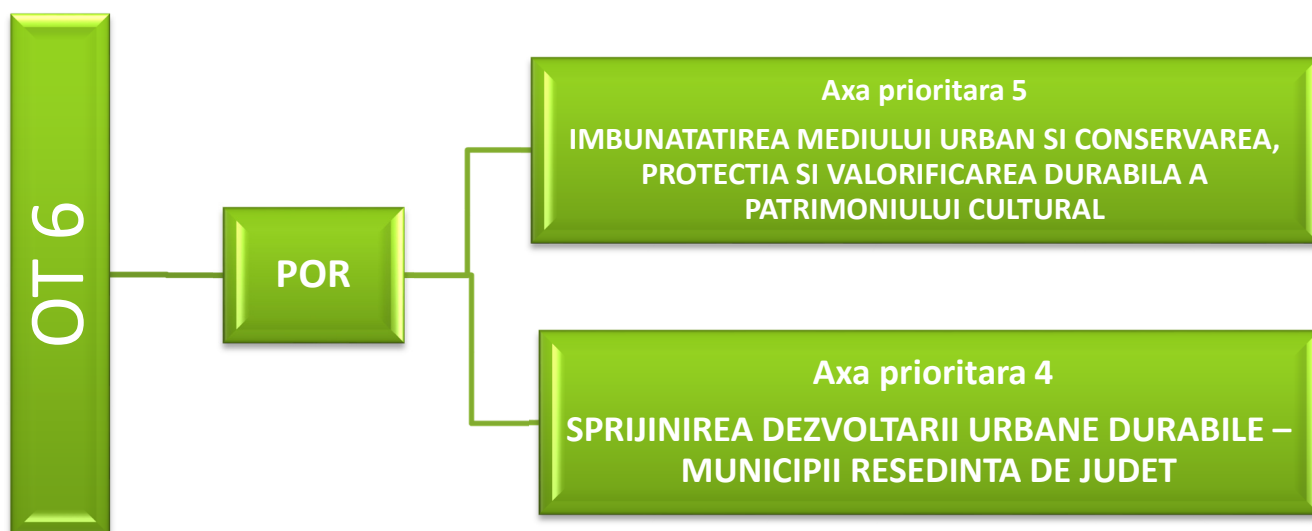 OT 6
POR
Axa prioritara 5
IMBUNATATIREA MEDIULUI URBAN SI CONSERVAREA,
PROTECTIA SI VALORIFICAREA DURABILA A
PATRIMONIULUI CULTURAL
Axa prioritara 4
SPRIJINIREA DEZVOLTARII URBANE DURABILE –
MUNICIPII RESEDINTA DE JUDET